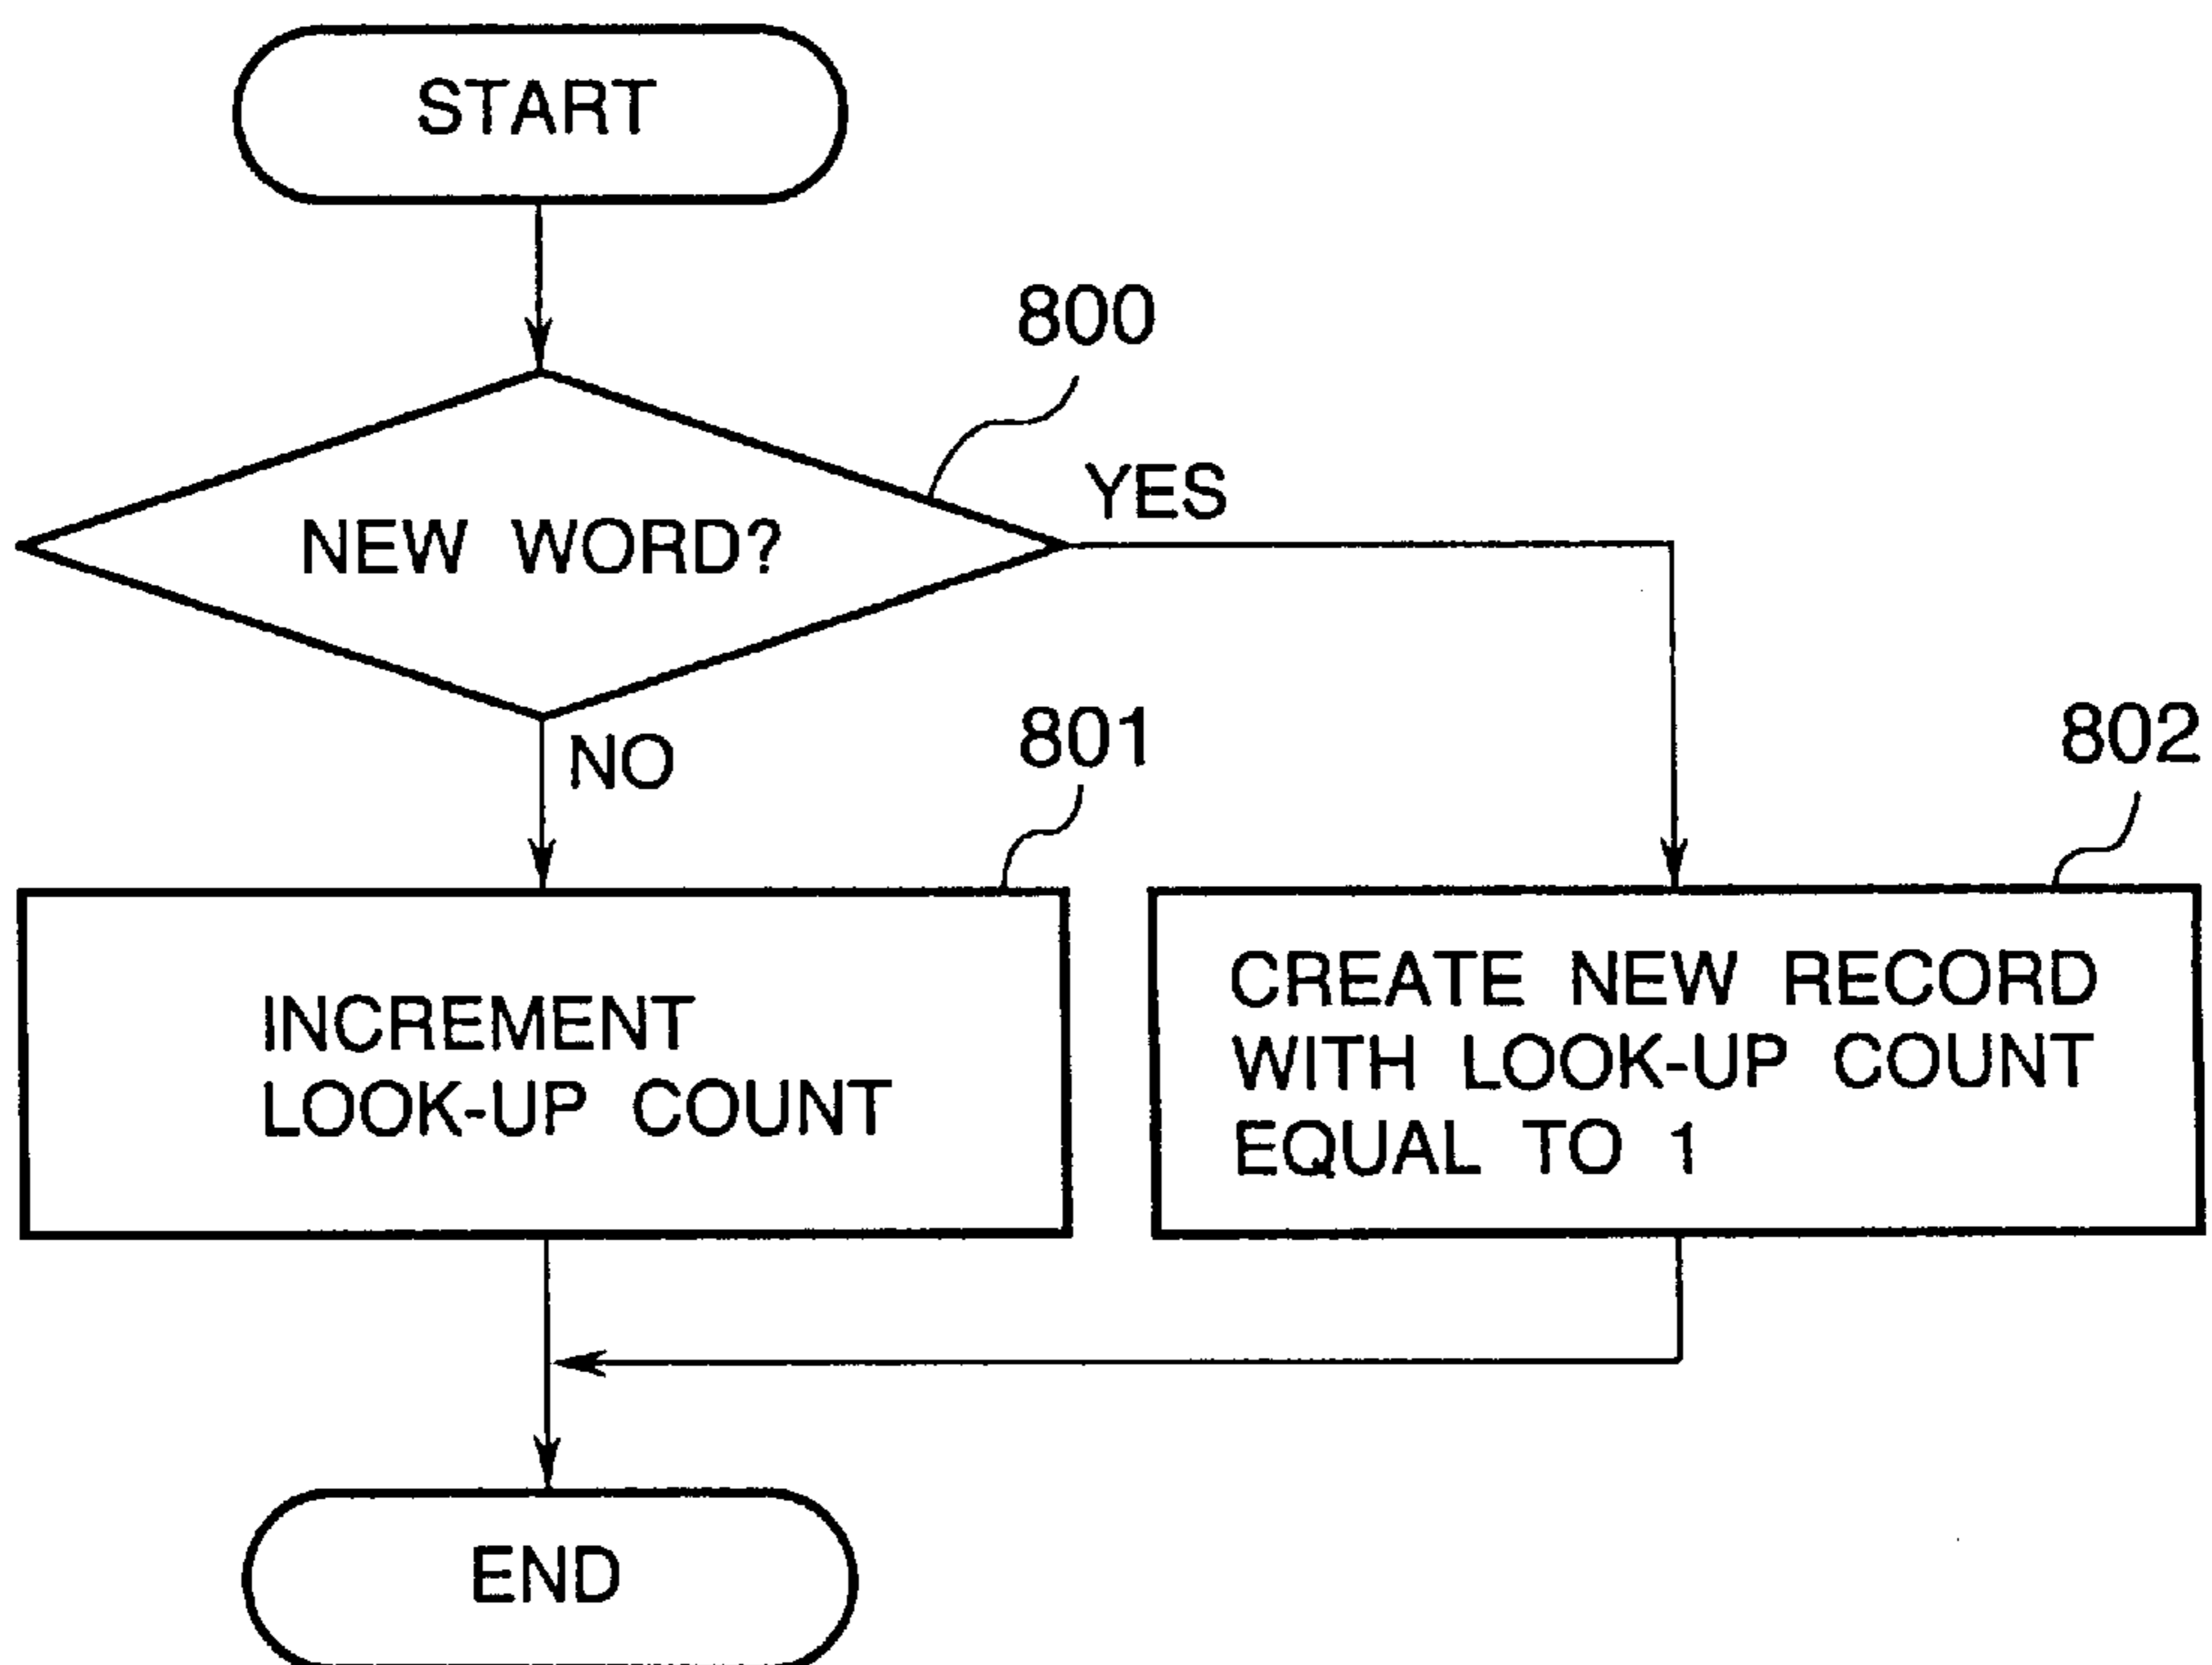 START
800
YES
NEW WORD?
NO
801
802
INCREMENT
LOOK-UP COUNT
CREATE NEW RECORD
WITH LOOK-UP COUNT
EQUAL TO 1
END